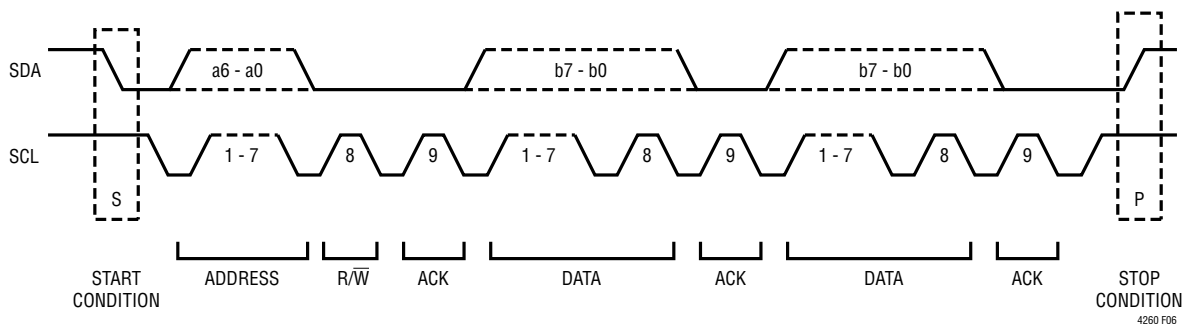 SDA
a6 - a0
b7 - b0
b7 - b0
SCL
1 - 7
8
9
1 - 7
8
9
1 - 7
8
9
S
P
START
CONDITION
ADDRESS
R/W̅
ACK
DATA
ACK
DATA
ACK
STOP
CONDITION
4260 F06